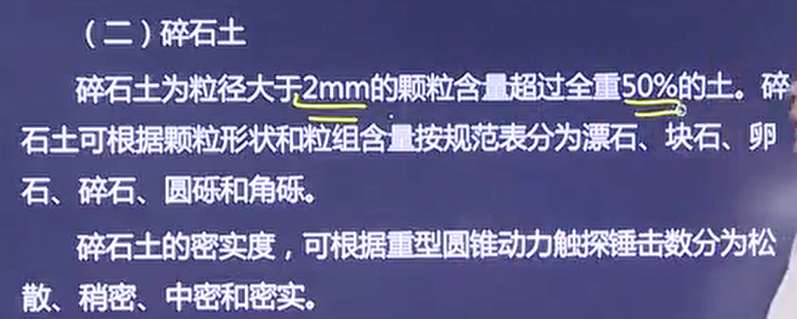 （二）碎石土
碎石土为粒径大于2mm的颗粒含量超过全重50%的土。碎
石土可根据颗粒形状和粒组含量按规范表分为漂石、块石、卵
石、碎石、圆砾和角砾。
碎石土的密实度，可根据重型圆锥动力触探锤击数分为松
散、稍密、中密和密实。